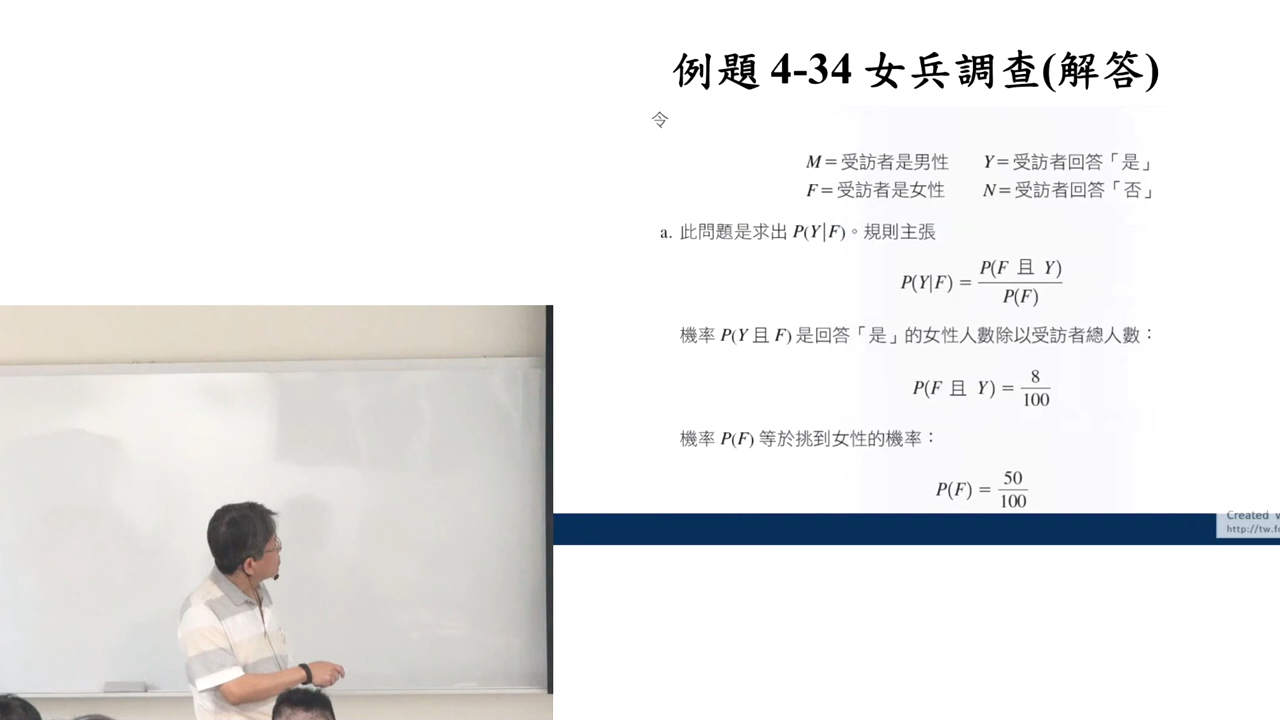 例題 4-34 女兵調查(解答)
令
M = 受訪者是男性 Y = 受訪者回答「是」
F = 受訪者是女性 N = 受訪者回答「否」
a. 此問題是求出 P(Y|F)。規則主張
P(Y|F) = P(F 且 Y) / P(F)
機率 P(Y 且 F) 是回答「是」的女性人數除以受訪者總人數：
P(F 且 Y) = 8 / 100
機率 P(F) 等於挑到女性的機率：
P(F) = 50 / 100
Created
http://tw.